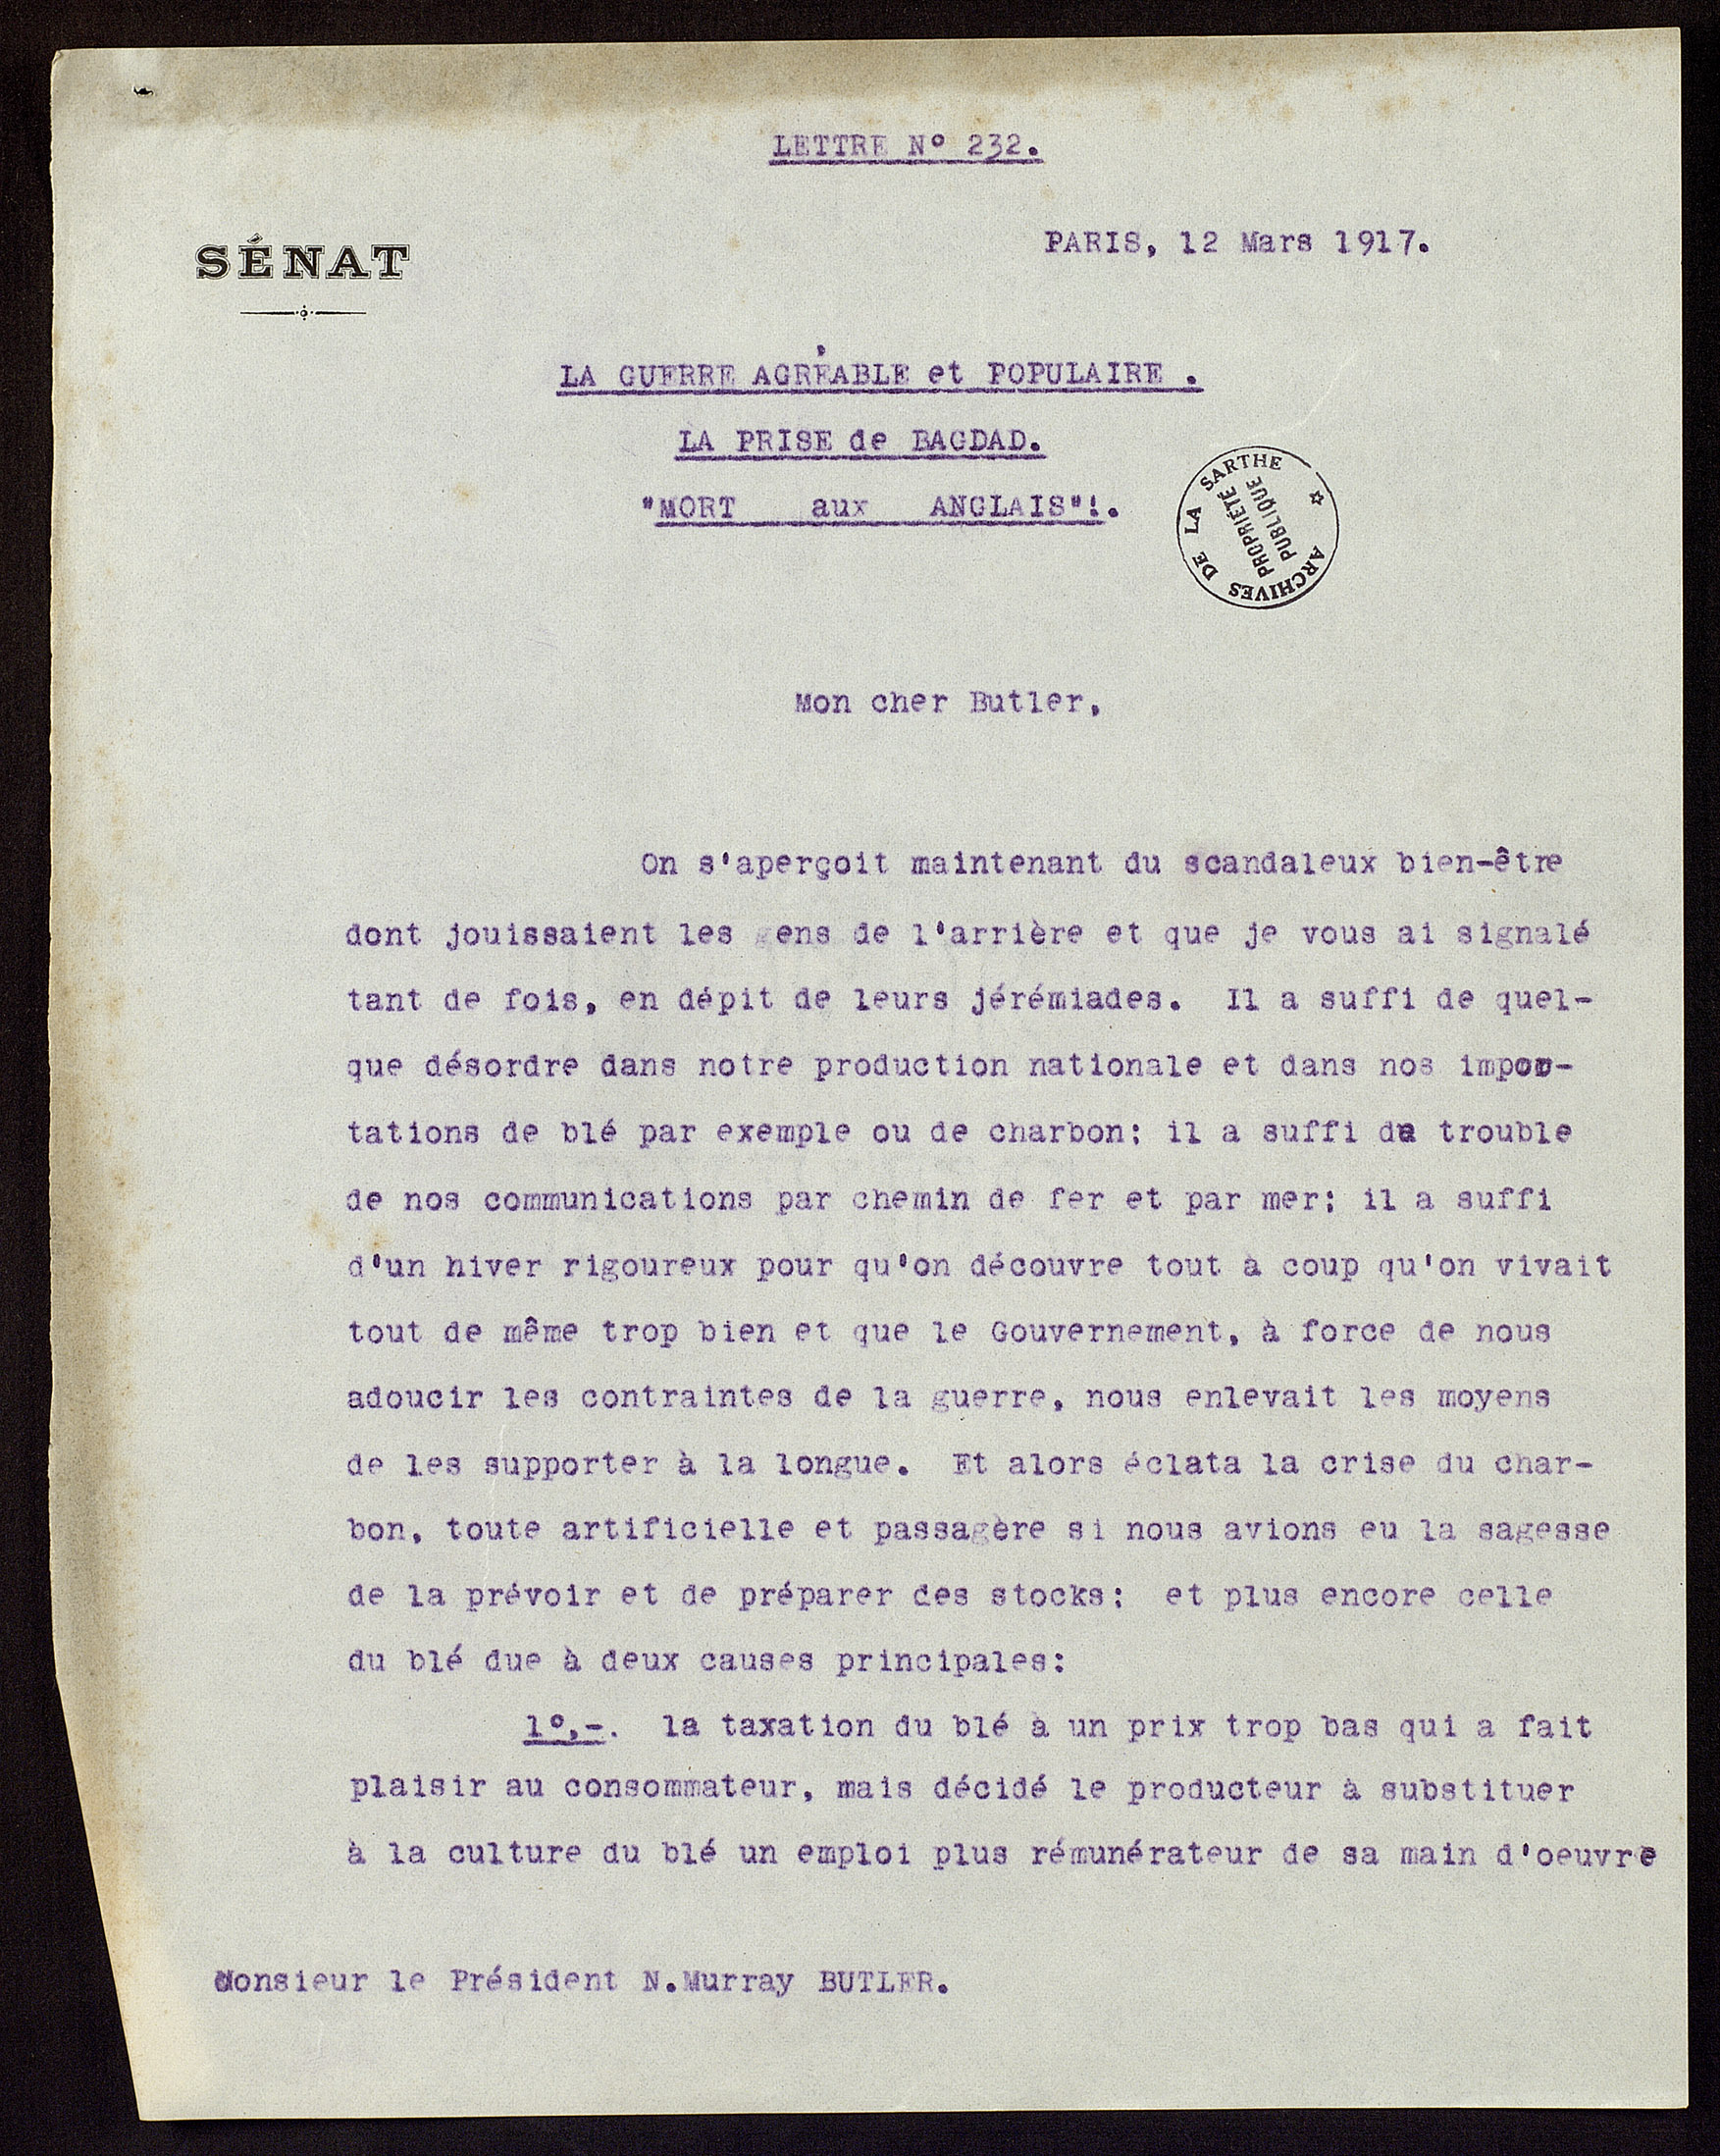 LETTRE N° 232.
SÉNAT
PARIS, 12 Mars 1917.
LA GUERRE AGRÉABLE et POPULAIRE .
LA PRISE de BAGDAD.
"MORT aux ANGLAIS"!.
ARCHIVES DE LA SARTHE
PROPRIÉTÉ
PUBLIQUE
Mon cher Butler,
On s'aperçoit maintenant du scandaleux bien-être
dont jouissaient les gens de l'arrière et que je vous ai signalé
tant de fois, en dépit de leurs jérémiades. Il a suffi de quel-
que désordre dans notre production nationale et dans nos impor-
tations de blé par exemple ou de charbon; il a suffi du trouble
de nos communications par chemin de fer et par mer; il a suffi
d'un hiver rigoureux pour qu'on découvre tout à coup qu'on vivait
tout de même trop bien et que le Gouvernement, à force de nous
adoucir les contraintes de la guerre, nous enlevait les moyens
de les supporter à la longue. Et alors éclata la crise du char-
bon, toute artificielle et passagère si nous avions eu la sagesse
de la prévoir et de préparer des stocks; et plus encore celle
du blé due à deux causes principales:
1°,-. la taxation du blé à un prix trop bas qui a fait
plaisir au consommateur, mais décidé le producteur à substituer
à la culture du blé un emploi plus rémunérateur de sa main d'oeuvre
Monsieur le Président N.Murray BUTLER.